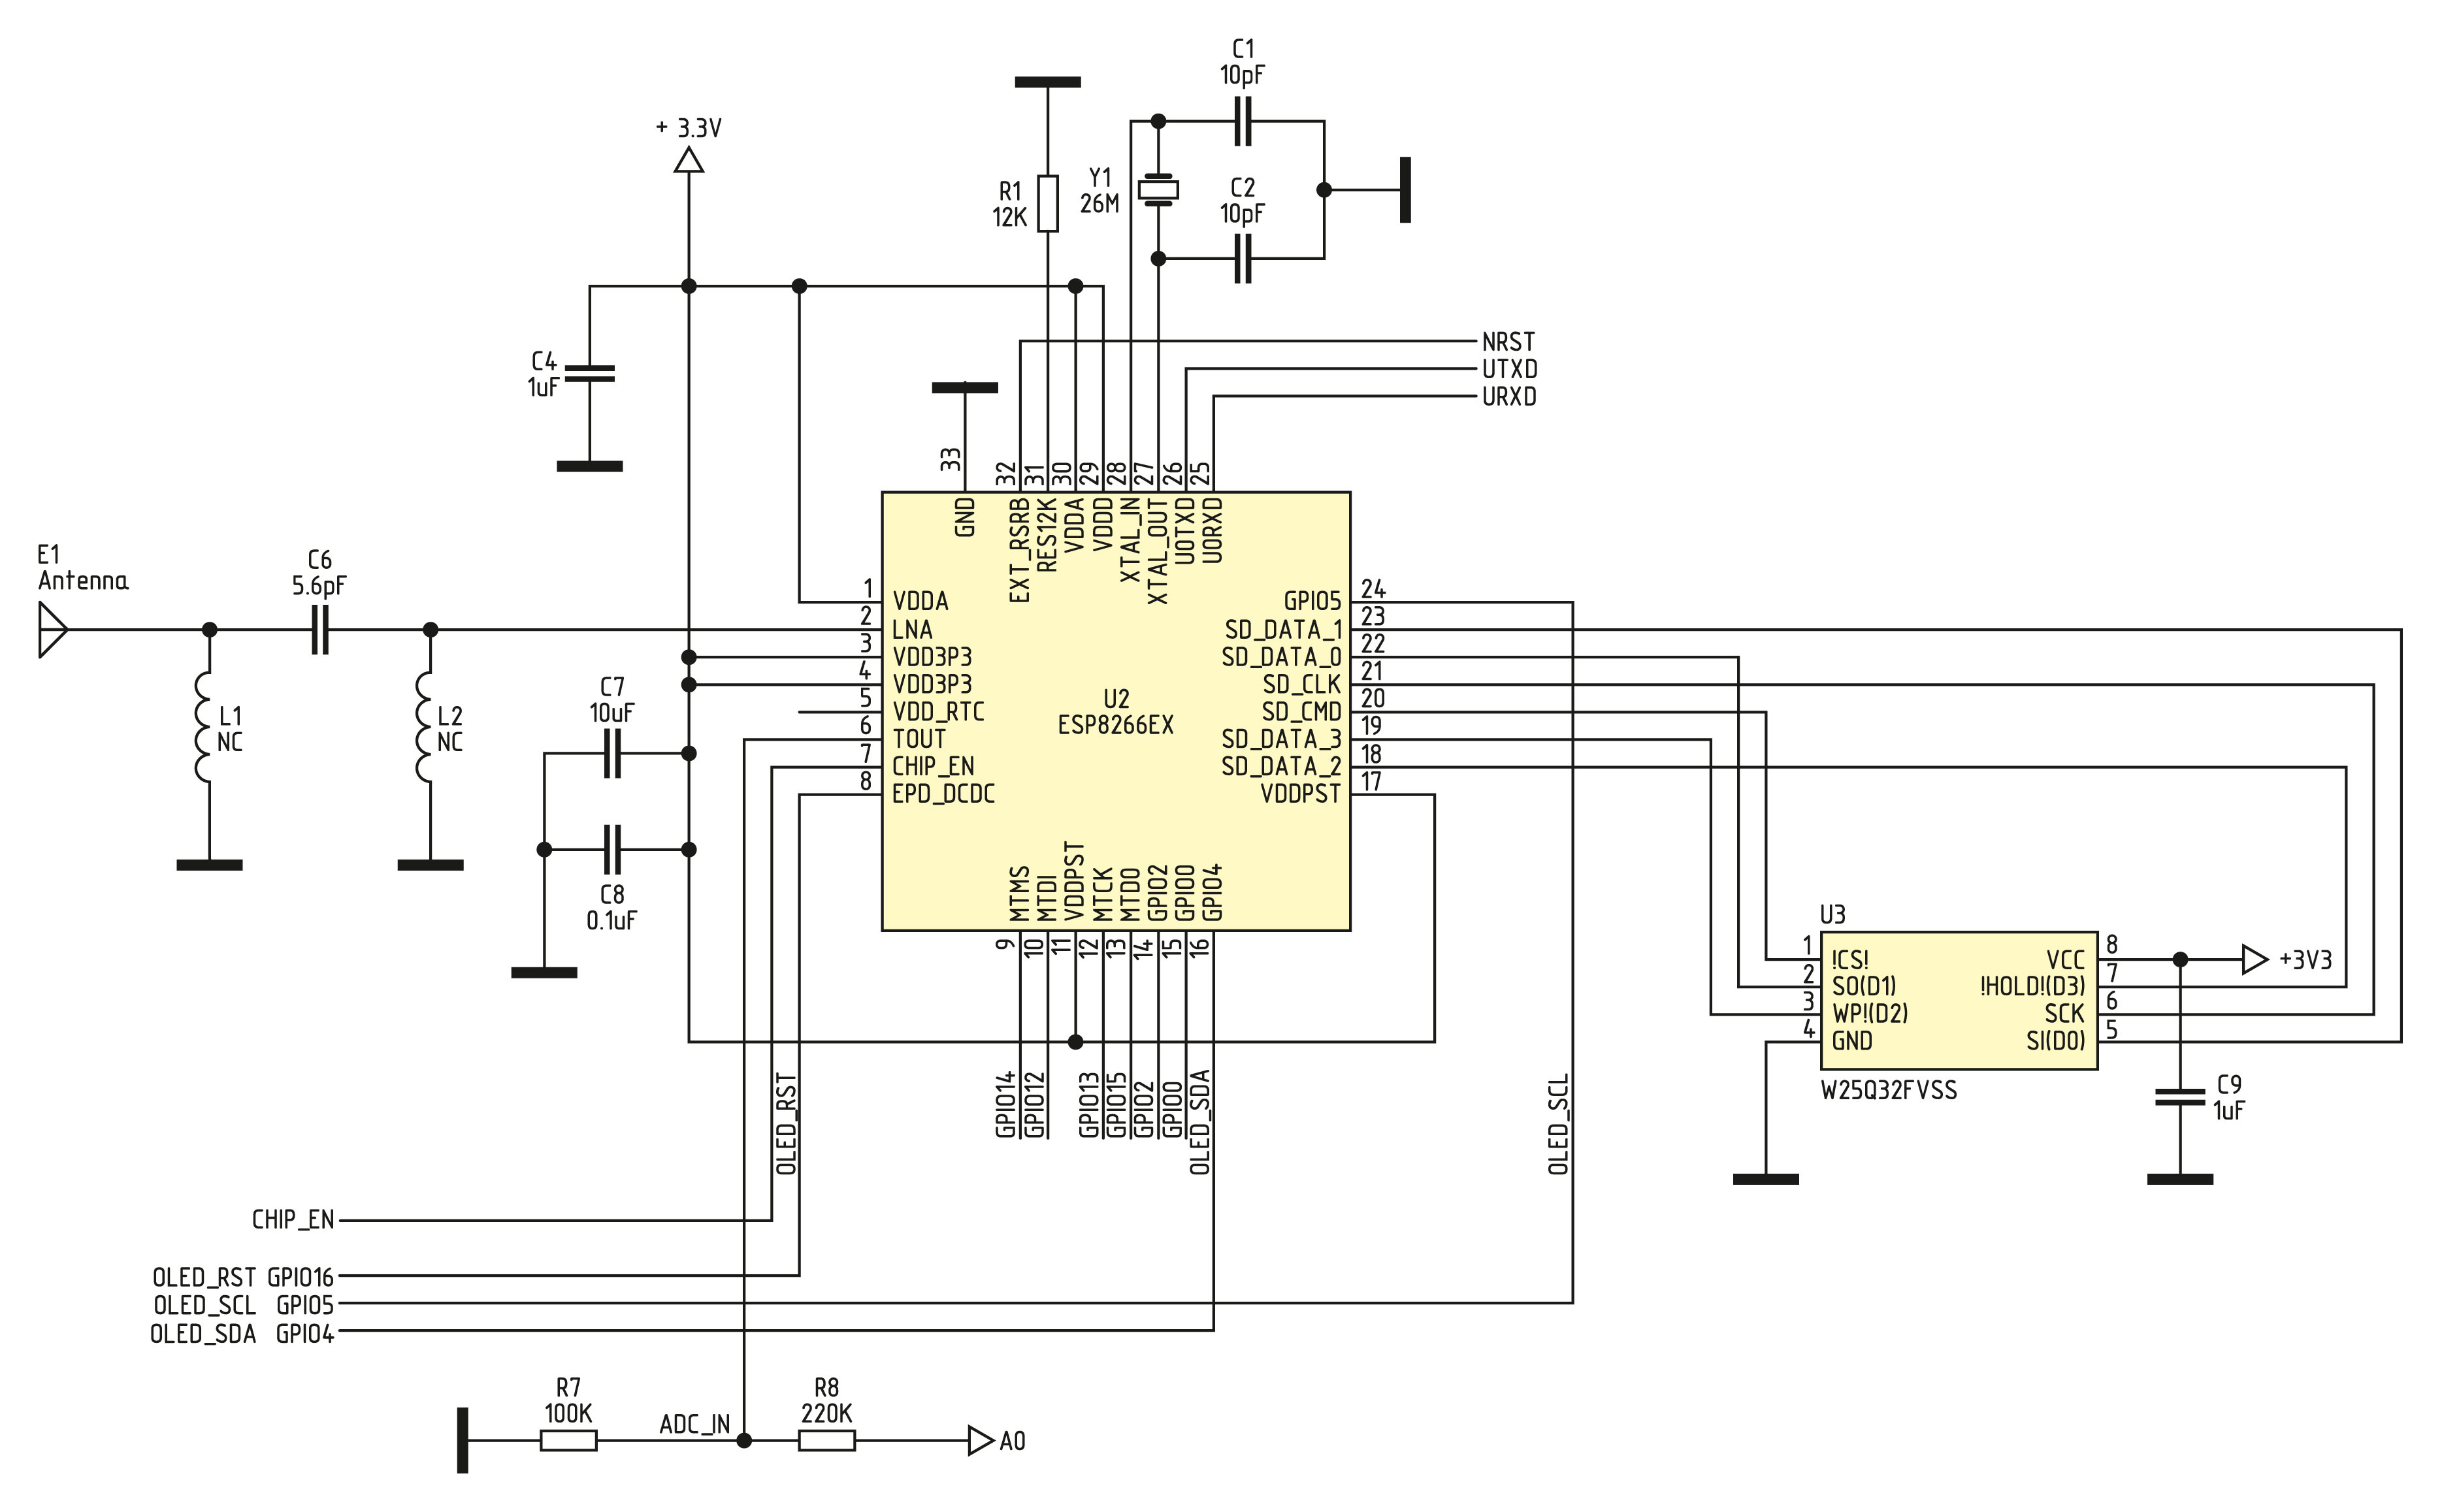 C1
10pF
+ 3.3V
R1
12K
Y1
26M
C2
10pF
C4
1uF
NRST
UTXD
URXD
33
32
31
30
29
28
27
26
25
GND
EXT_RSRB
RES12K
VDDA
VDDD
XTAL_IN
XTAL_OUT
UOTXD
UORXD
E1
Antenna
C6
5.6pF
L1
NC
L2
NC
C7
10uF
C8
0.1uF
1 VDDA
2 LNA
3 VDD3P3
4 VDD3P3
5 VDD_RTC
6 TOUT
7 CHIP_EN
8 EPD_DCDC
U2
ESP8266EX
GPIO5 24
SD_DATA_1 23
SD_DATA_0 22
SD_CLK 21
SD_CMD 20
SD_DATA_3 19
SD_DATA_2 18
VDDPST 17
MTMS
MTDI
VDDPST
MTCK
MTDO
GPIO2
GPIO0
GPIO4
9
10
11
12
13
14
15
16
GPIO14
GPIO12
GPIO13
GPIO15
GPIO2
GPIO0
OLED_SDA
OLED_RST
OLED_SCL
U3
1 !CS!
2 SO(D1)
3 WP!(D2)
4 GND
VCC 8
!HOLD!(D3) 7
SCK 6
SI(D0) 5
+3V3
W25Q32FVSS
C9
1uF
CHIP_EN
OLED_RST GPIO16
OLED_SCL GPIO5
OLED_SDA GPIO4
R7
100K
ADC_IN
R8
220K
A0